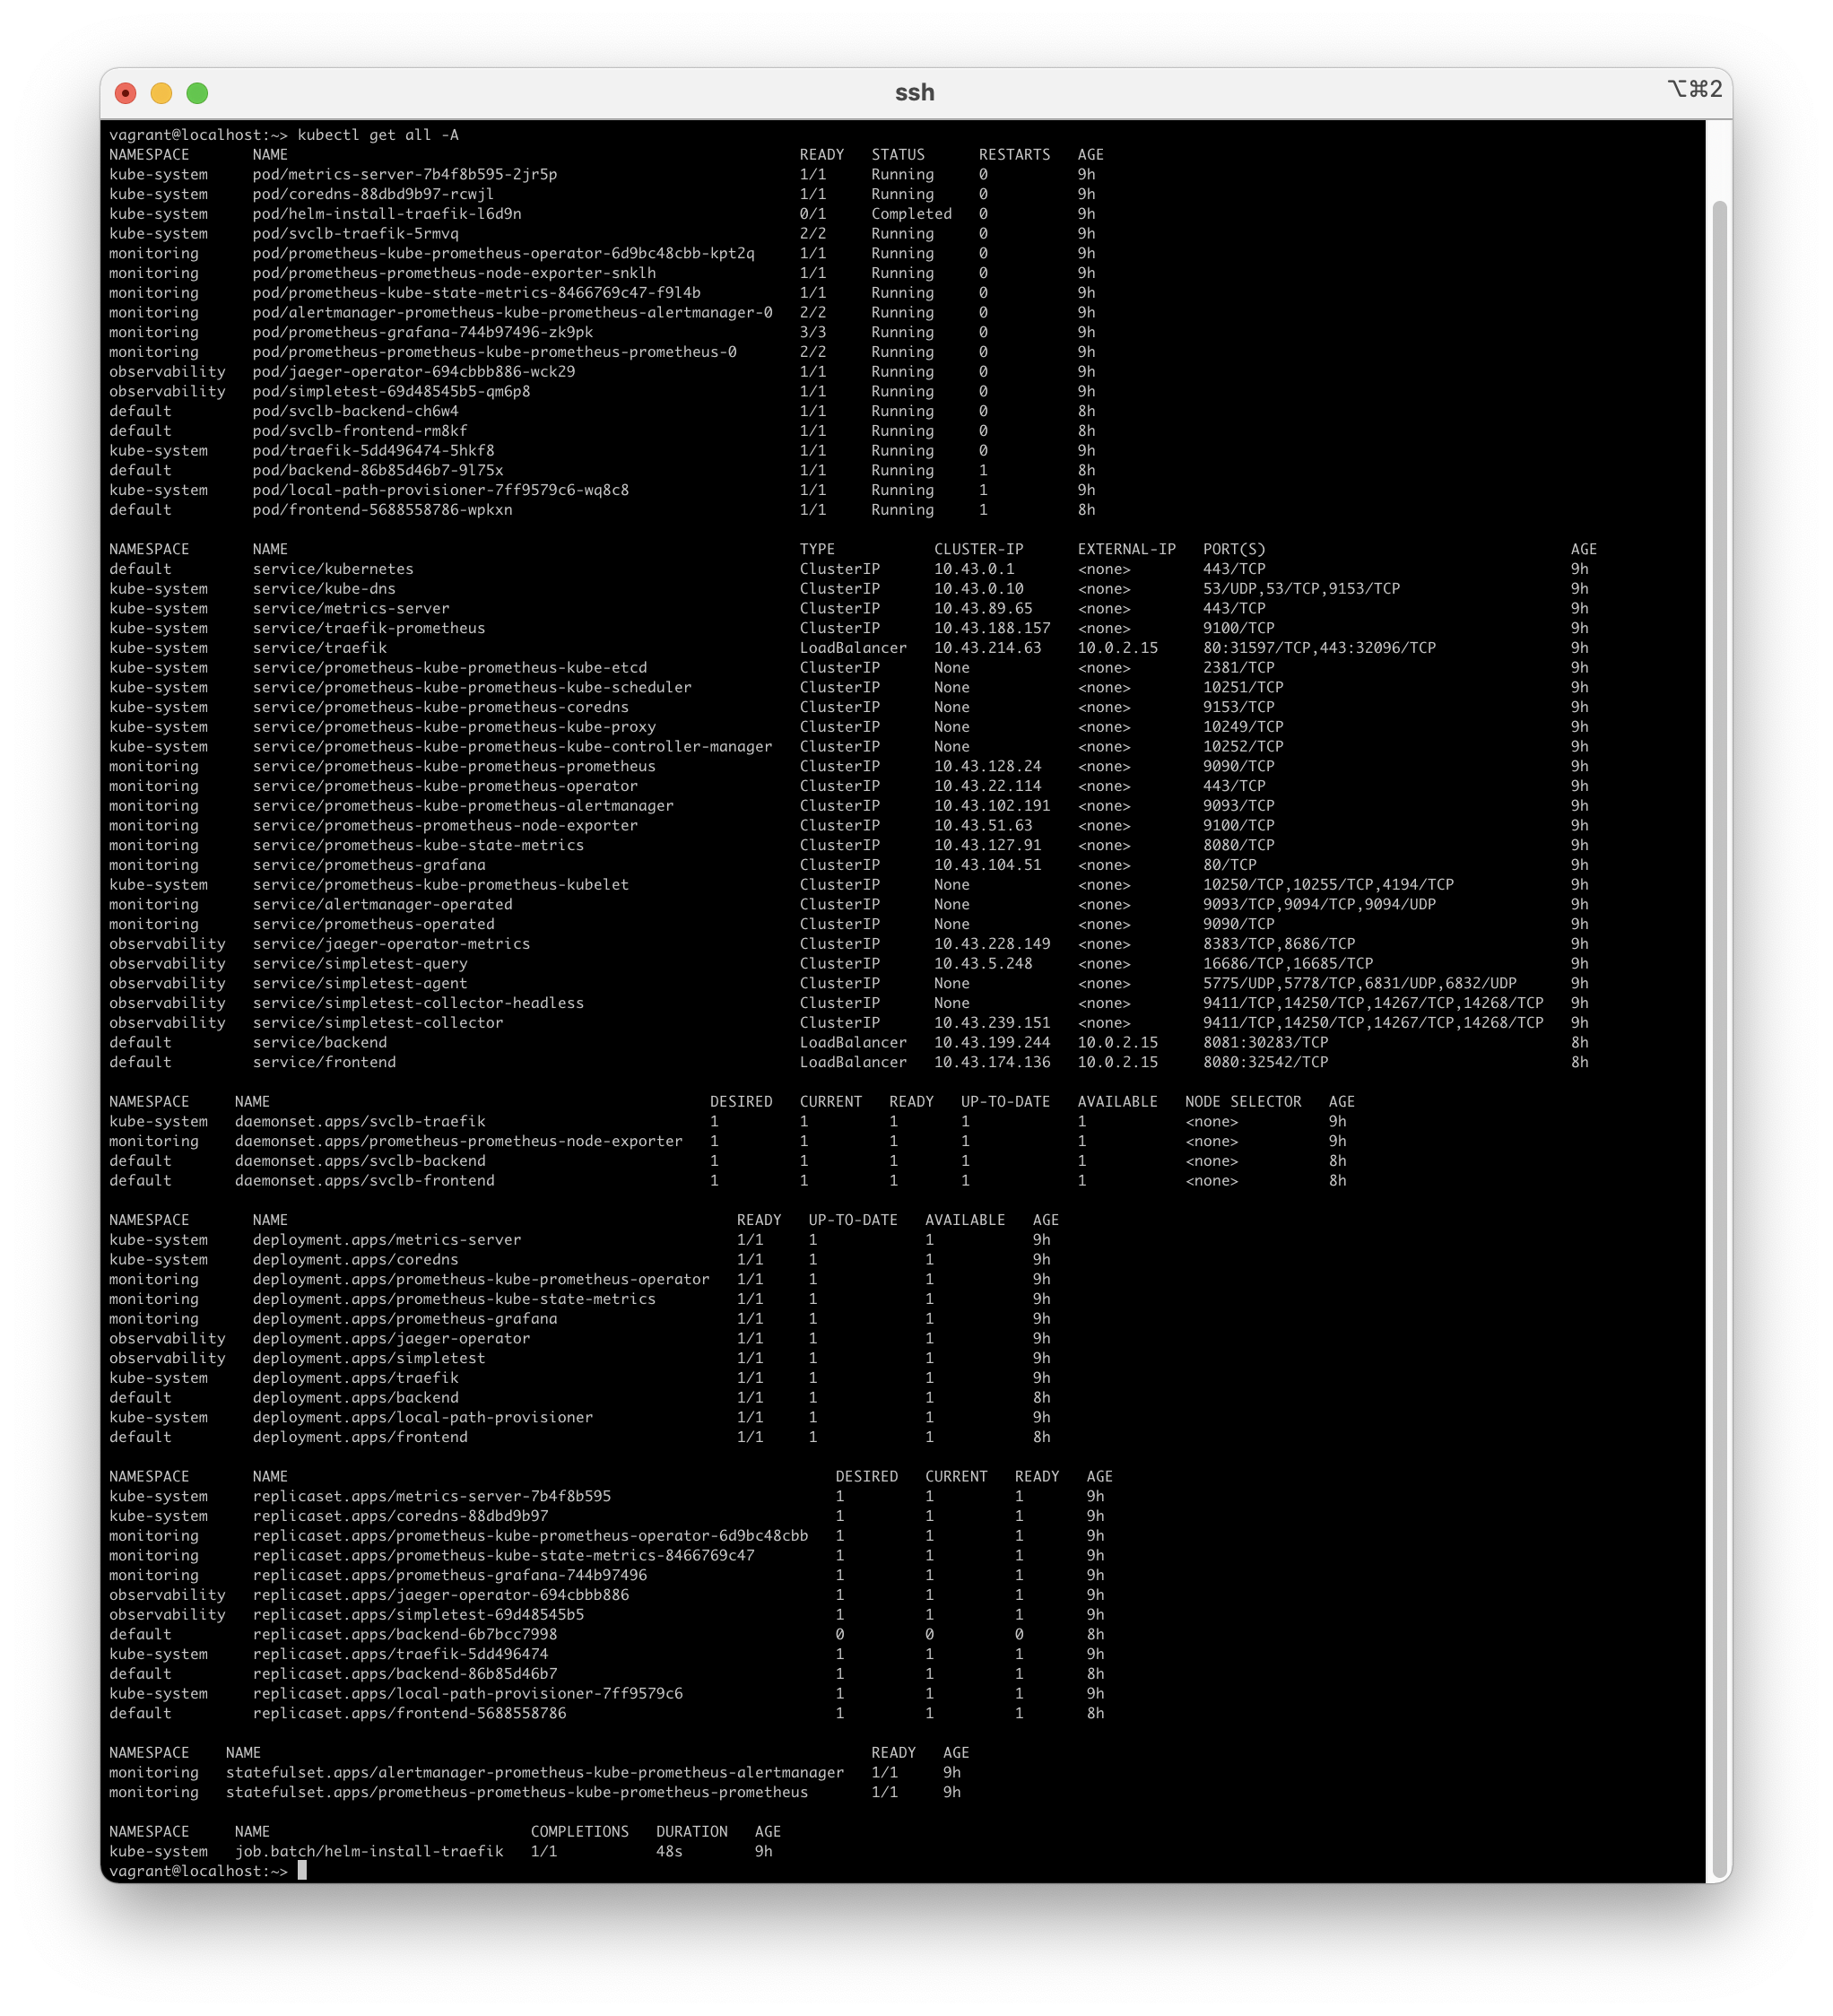 ssh
⌥⌘2
vagrant@localhost:~> kubectl get all -A
NAMESPACE NAME READY STATUS RESTARTS AGE
kube-system pod/metrics-server-7b4f8b595-2jr5p 1/1 Running 0 9h
kube-system pod/coredns-88dbd9b97-rcwjl 1/1 Running 0 9h
kube-system pod/helm-install-traefik-l6d9n 0/1 Completed 0 9h
kube-system pod/svclb-traefik-5rmvq 2/2 Running 0 9h
monitoring pod/prometheus-kube-prometheus-operator-6d9bc48cbb-kpt2q 1/1 Running 0 9h
monitoring pod/prometheus-prometheus-node-exporter-snklh 1/1 Running 0 9h
monitoring pod/prometheus-kube-state-metrics-8466769c47-f9l4b 1/1 Running 0 9h
monitoring pod/alertmanager-prometheus-kube-prometheus-alertmanager-0 2/2 Running 0 9h
monitoring pod/prometheus-grafana-744b97496-zk9pk 3/3 Running 0 9h
monitoring pod/prometheus-prometheus-kube-prometheus-prometheus-0 2/2 Running 0 9h
observability pod/jaeger-operator-694cbbb886-wck29 1/1 Running 0 9h
observability pod/simpletest-69d48545b5-qm6p8 1/1 Running 0 9h
default pod/svclb-backend-ch6w4 1/1 Running 0 8h
default pod/svclb-frontend-rm8kf 1/1 Running 0 8h
kube-system pod/traefik-5dd496474-5hkf8 1/1 Running 0 9h
default pod/backend-86b85d46b7-9l75x 1/1 Running 1 8h
kube-system pod/local-path-provisioner-7ff9579c6-wq8c8 1/1 Running 1 9h
default pod/frontend-5688558786-wpkxn 1/1 Running 1 8h
NAMESPACE NAME TYPE CLUSTER-IP EXTERNAL-IP PORT(S) AGE
default service/kubernetes ClusterIP 10.43.0.1 <none> 443/TCP 9h
kube-system service/kube-dns ClusterIP 10.43.0.10 <none> 53/UDP,53/TCP,9153/TCP 9h
kube-system service/metrics-server ClusterIP 10.43.89.65 <none> 443/TCP 9h
kube-system service/traefik-prometheus ClusterIP 10.43.188.157 <none> 9100/TCP 9h
kube-system service/traefik LoadBalancer 10.43.214.63 10.0.2.15 80:31597/TCP,443:32096/TCP 9h
kube-system service/prometheus-kube-prometheus-kube-etcd ClusterIP None <none> 2381/TCP 9h
kube-system service/prometheus-kube-prometheus-kube-scheduler ClusterIP None <none> 10251/TCP 9h
kube-system service/prometheus-kube-prometheus-coredns ClusterIP None <none> 9153/TCP 9h
kube-system service/prometheus-kube-prometheus-kube-proxy ClusterIP None <none> 10249/TCP 9h
kube-system service/prometheus-kube-prometheus-kube-controller-manager ClusterIP None <none> 10252/TCP 9h
monitoring service/prometheus-kube-prometheus-prometheus ClusterIP 10.43.128.24 <none> 9090/TCP 9h
monitoring service/prometheus-kube-prometheus-operator ClusterIP 10.43.22.114 <none> 443/TCP 9h
monitoring service/prometheus-kube-prometheus-alertmanager ClusterIP 10.43.102.191 <none> 9093/TCP 9h
monitoring service/prometheus-prometheus-node-exporter ClusterIP 10.43.51.63 <none> 9100/TCP 9h
monitoring service/prometheus-kube-state-metrics ClusterIP 10.43.127.91 <none> 8080/TCP 9h
monitoring service/prometheus-grafana ClusterIP 10.43.104.51 <none> 80/TCP 9h
kube-system service/prometheus-kube-prometheus-kubelet ClusterIP None <none> 10250/TCP,10255/TCP,4194/TCP 9h
monitoring service/alertmanager-operated ClusterIP None <none> 9093/TCP,9094/TCP,9094/UDP 9h
monitoring service/prometheus-operated ClusterIP None <none> 9090/TCP 9h
observability service/jaeger-operator-metrics ClusterIP 10.43.228.149 <none> 8383/TCP,8686/TCP 9h
observability service/simpletest-query ClusterIP 10.43.5.248 <none> 16686/TCP,16685/TCP 9h
observability service/simpletest-agent ClusterIP None <none> 5775/UDP,5778/TCP,6831/UDP,6832/UDP 9h
observability service/simpletest-collector-headless ClusterIP None <none> 9411/TCP,14250/TCP,14267/TCP,14268/TCP 9h
observability service/simpletest-collector ClusterIP 10.43.239.151 <none> 9411/TCP,14250/TCP,14267/TCP,14268/TCP 9h
default service/backend LoadBalancer 10.43.199.244 10.0.2.15 8081:30283/TCP 8h
default service/frontend LoadBalancer 10.43.174.136 10.0.2.15 8080:32542/TCP 8h
NAMESPACE NAME DESIRED CURRENT READY UP-TO-DATE AVAILABLE NODE SELECTOR AGE
kube-system daemonset.apps/svclb-traefik 1 1 1 1 1 <none> 9h
monitoring daemonset.apps/prometheus-prometheus-node-exporter 1 1 1 1 1 <none> 9h
default daemonset.apps/svclb-backend 1 1 1 1 1 <none> 8h
default daemonset.apps/svclb-frontend 1 1 1 1 1 <none> 8h
NAMESPACE NAME READY UP-TO-DATE AVAILABLE AGE
kube-system deployment.apps/metrics-server 1/1 1 1 9h
kube-system deployment.apps/coredns 1/1 1 1 9h
monitoring deployment.apps/prometheus-kube-prometheus-operator 1/1 1 1 9h
monitoring deployment.apps/prometheus-kube-state-metrics 1/1 1 1 9h
monitoring deployment.apps/prometheus-grafana 1/1 1 1 9h
observability deployment.apps/jaeger-operator 1/1 1 1 9h
observability deployment.apps/simpletest 1/1 1 1 9h
kube-system deployment.apps/traefik 1/1 1 1 9h
default deployment.apps/backend 1/1 1 1 8h
kube-system deployment.apps/local-path-provisioner 1/1 1 1 9h
default deployment.apps/frontend 1/1 1 1 8h
NAMESPACE NAME DESIRED CURRENT READY AGE
kube-system replicaset.apps/metrics-server-7b4f8b595 1 1 1 9h
kube-system replicaset.apps/coredns-88dbd9b97 1 1 1 9h
monitoring replicaset.apps/prometheus-kube-prometheus-operator-6d9bc48cbb 1 1 1 9h
monitoring replicaset.apps/prometheus-kube-state-metrics-8466769c47 1 1 1 9h
monitoring replicaset.apps/prometheus-grafana-744b97496 1 1 1 9h
observability replicaset.apps/jaeger-operator-694cbbb886 1 1 1 9h
observability replicaset.apps/simpletest-69d48545b5 1 1 1 9h
default replicaset.apps/backend-6b7bcc7998 0 0 0 8h
kube-system replicaset.apps/traefik-5dd496474 1 1 1 9h
default replicaset.apps/backend-86b85d46b7 1 1 1 8h
kube-system replicaset.apps/local-path-provisioner-7ff9579c6 1 1 1 9h
default replicaset.apps/frontend-5688558786 1 1 1 8h
NAMESPACE NAME READY AGE
monitoring statefulset.apps/alertmanager-prometheus-kube-prometheus-alertmanager 1/1 9h
monitoring statefulset.apps/prometheus-prometheus-kube-prometheus-prometheus 1/1 9h
NAMESPACE NAME COMPLETIONS DURATION AGE
kube-system job.batch/helm-install-traefik 1/1 48s 9h
vagrant@localhost:~>